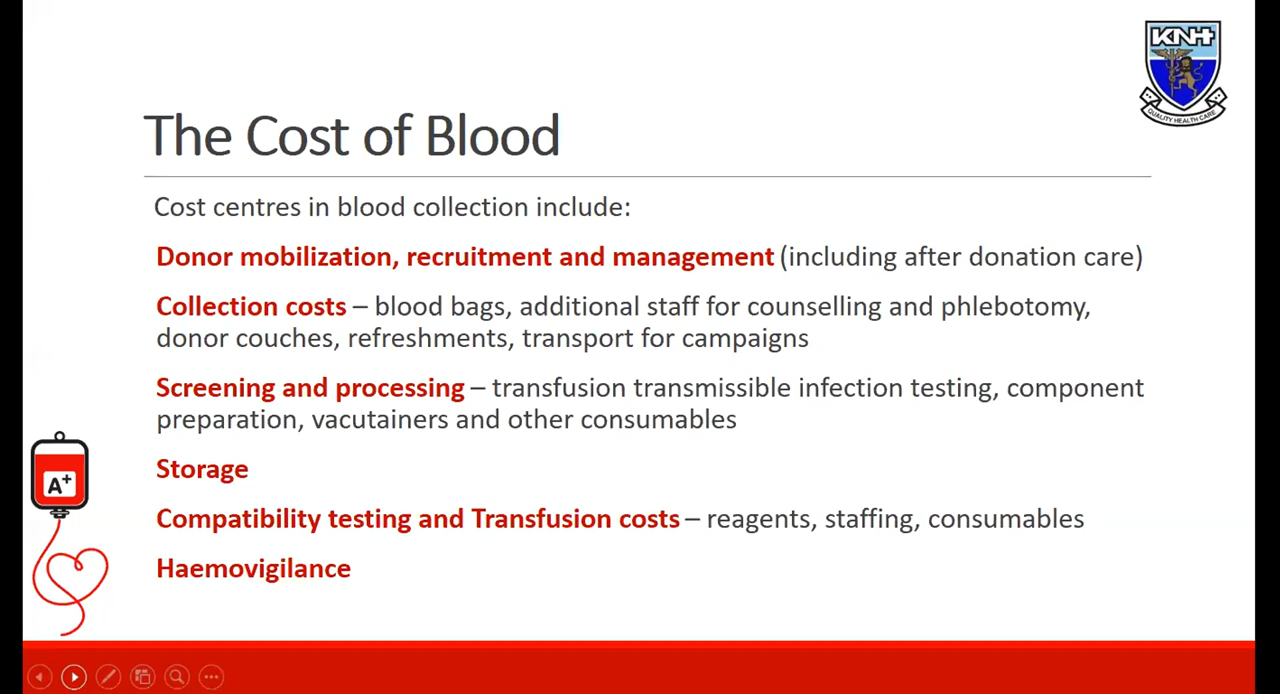 KNH
QUALITY HEALTH CARE
The Cost of Blood
Cost centres in blood collection include:
Donor mobilization, recruitment and management (including after donation care)
Collection costs – blood bags, additional staff for counselling and phlebotomy,
donor couches, refreshments, transport for campaigns
Screening and processing – transfusion transmissible infection testing, component
preparation, vacutainers and other consumables
Storage
A+
Compatibility testing and Transfusion costs – reagents, staffing, consumables
Haemovigilance